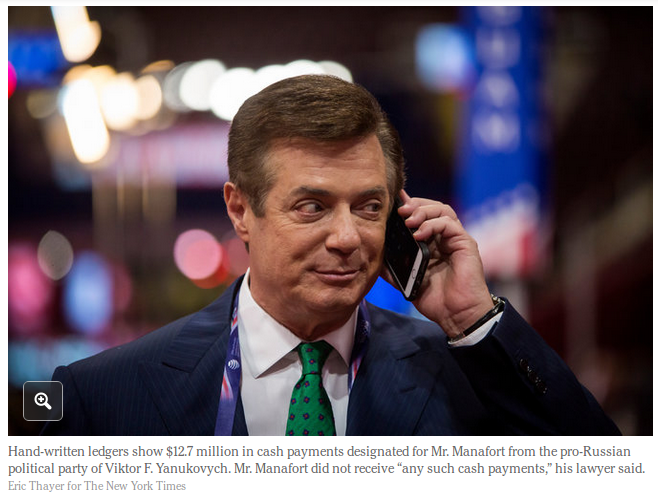 Hand-written ledgers show $12.7 million in cash payments designated for Mr. Manafort from the pro-Russian
political party of Viktor F. Yanukovych. Mr. Manafort did not receive “any such cash payments,” his lawyer said.
Eric Thayer for The New York Times